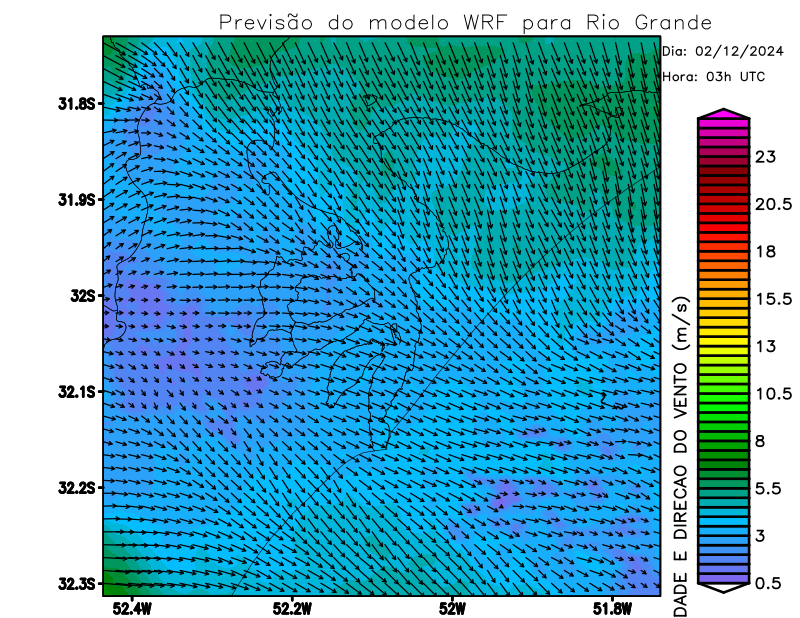 Previsão do modelo WRF para Rio Grande
Dia: 02/12/2024
Hora: 03h UTC
31.8S
31.9S
32S
32.1S
32.2S
32.3S
52.4W
52.2W
52W
51.8W
DADE E DIRECAO DO VENTO (m/s)
23
20.5
18
15.5
13
10.5
8
5.5
3
0.5